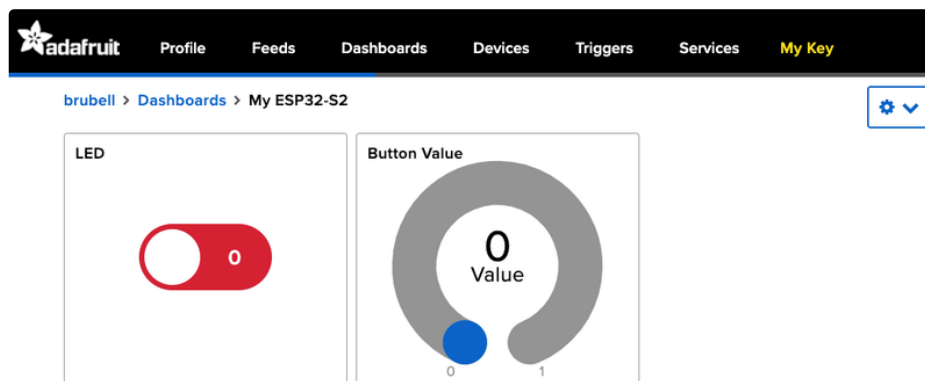 adafruit Profile Feeds Dashboards Devices Triggers Services My Key
brubell > Dashboards > My ESP32-S2
LED
0
Button Value
0
Value
0 1